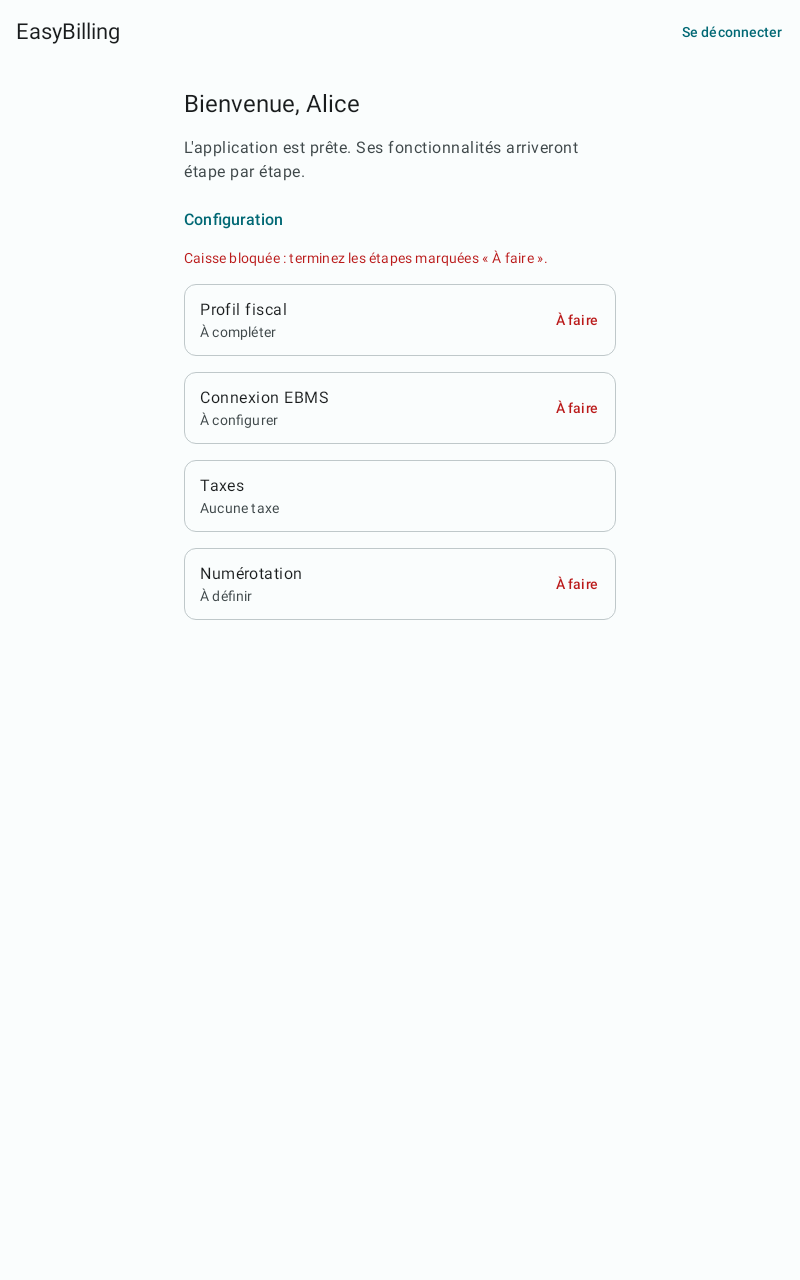 EasyBilling
Se déconnecter
Bienvenue, Alice
L'application est prête. Ses fonctionnalités arriveront
étape par étape.
Configuration
Caisse bloquée : terminez les étapes marquées « À faire ».
Profil fiscal
À compléter
À faire
Connexion EBMS
À configurer
À faire
Taxes
Aucune taxe
Numérotation
À définir
À faire